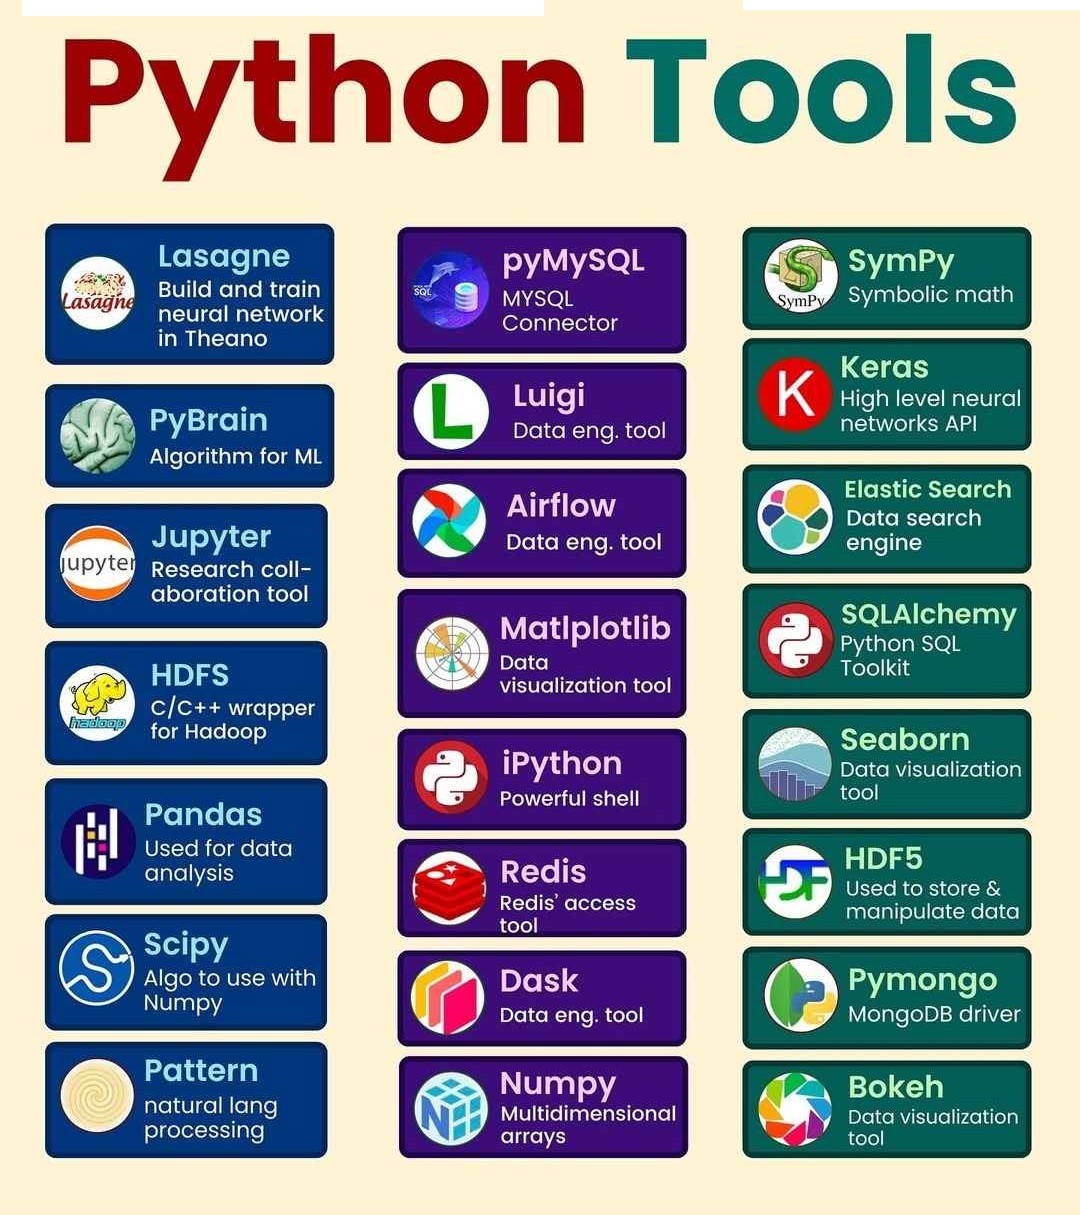 Python Tools
Lasagne
Lasagne
Build and train
neural network
in Theano
PyBrain
Algorithm for ML
jupyter
Jupyter
Research coll-
aboration tool
hadoop
HDFS
C/C++ wrapper
for Hadoop
Pandas
Used for data
analysis
Scipy
Algo to use with
Numpy
Pattern
natural lang
processing
SQL
pyMySQL
MYSQL
Connector
L
Luigi
Data eng. tool
Airflow
Data eng. tool
Matlplotlib
Data
visualization tool
iPython
Powerful shell
Redis
Redis' access
tool
Dask
Data eng. tool
N
Numpy
Multidimensional
arrays
SymPy
SymPy
Symbolic math
K
Keras
High level neural
networks API
Elastic Search
Data search
engine
SQLAlchemy
Python SQL
Toolkit
Seaborn
Data visualization
tool
HDF
HDF5
Used to store &
manipulate data
Pymongo
MongoDB driver
Bokeh
Data visualization
tool